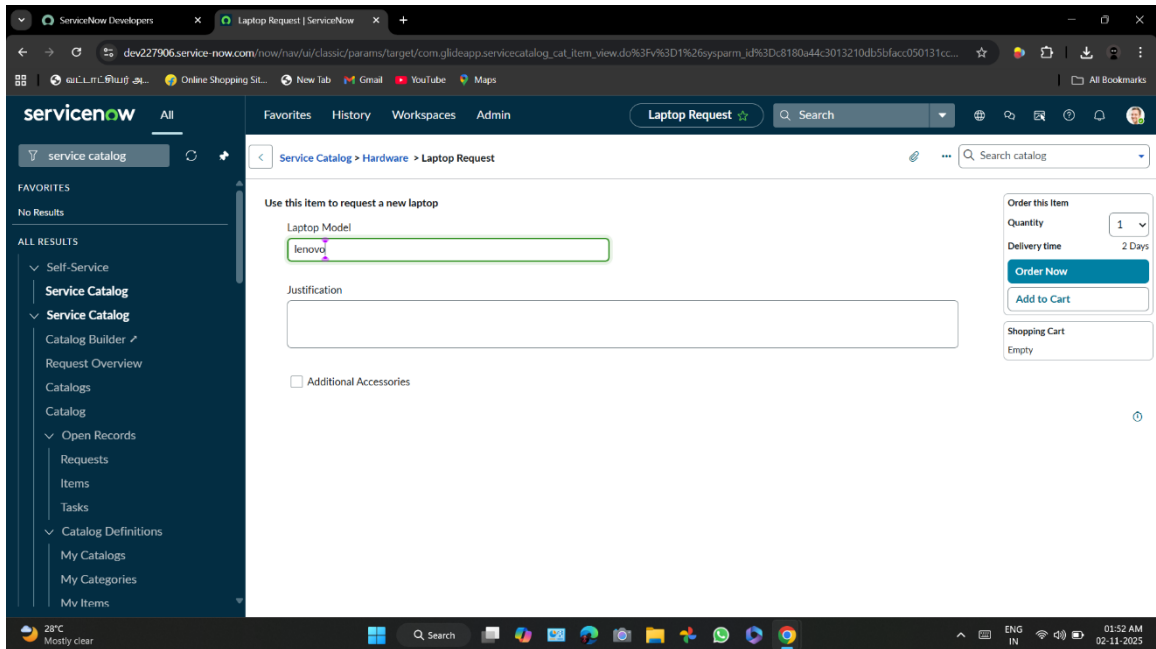 ServiceNow Developers
Laptop Request | ServiceNow
dev227906.service-now.com/now/nav/ui/classic/params/target/com.glideapp.servicecatalog_cat_item_view.do%3Fv%3D1%26sysparm_id%3Dc8180a44c3013210db5bfacc050131cc...
வட்டாட்சியர் அ...
Online Shopping Sit...
New Tab
Gmail
YouTube
Maps
All Bookmarks
servicenow
All
Favorites
History
Workspaces
Admin
Laptop Request
Search
service catalog
FAVORITES
No Results
ALL RESULTS
Self-Service
Service Catalog
Service Catalog
Catalog Builder
Request Overview
Catalogs
Catalog
Open Records
Requests
Items
Tasks
Catalog Definitions
My Catalogs
My Categories
My Items
Service Catalog > Hardware > Laptop Request
Search catalog
Use this item to request a new laptop
Laptop Model
lenovo
Justification
Additional Accessories
Order this Item
Quantity 1
Delivery time 2 Days
Order Now
Add to Cart
Shopping Cart
Empty
28°C
Mostly clear
Search
ENG
IN
01:52 AM
02-11-2025